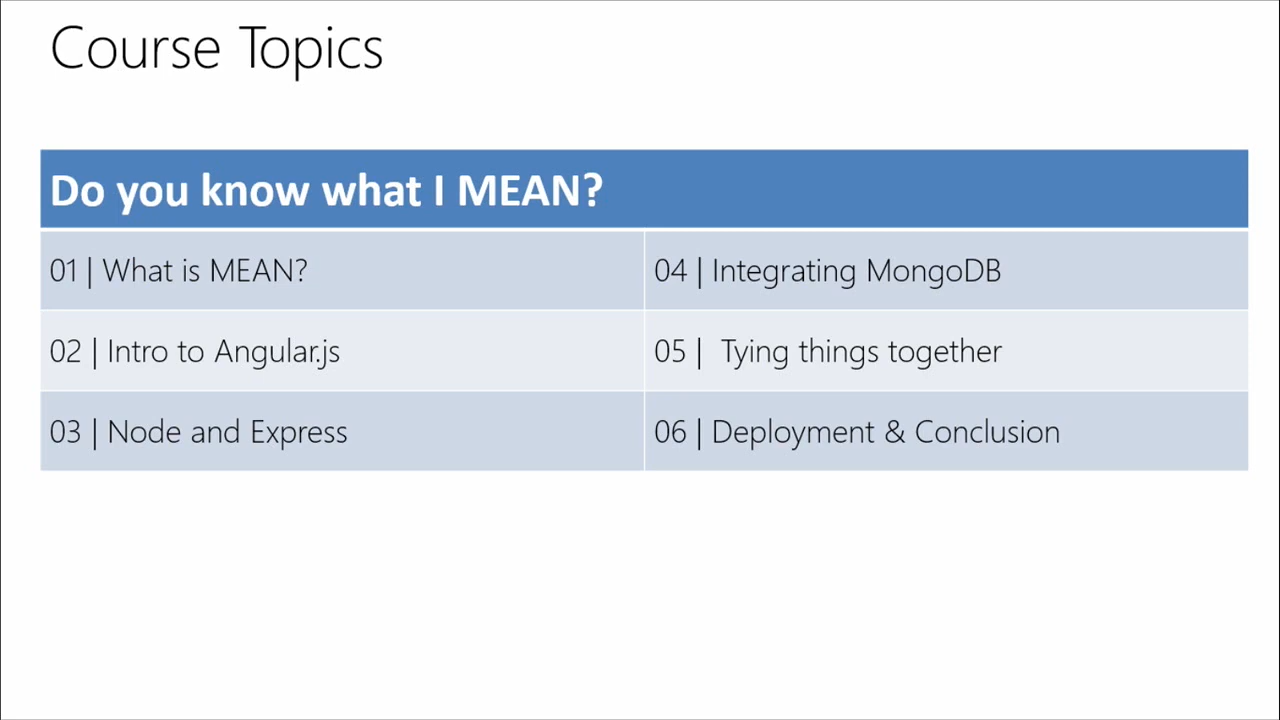 Course Topics
Do you know what I MEAN?
01 | What is MEAN?
04 | Integrating MongoDB
02 | Intro to Angular.js
05 | Tying things together
03 | Node and Express
06 | Deployment & Conclusion